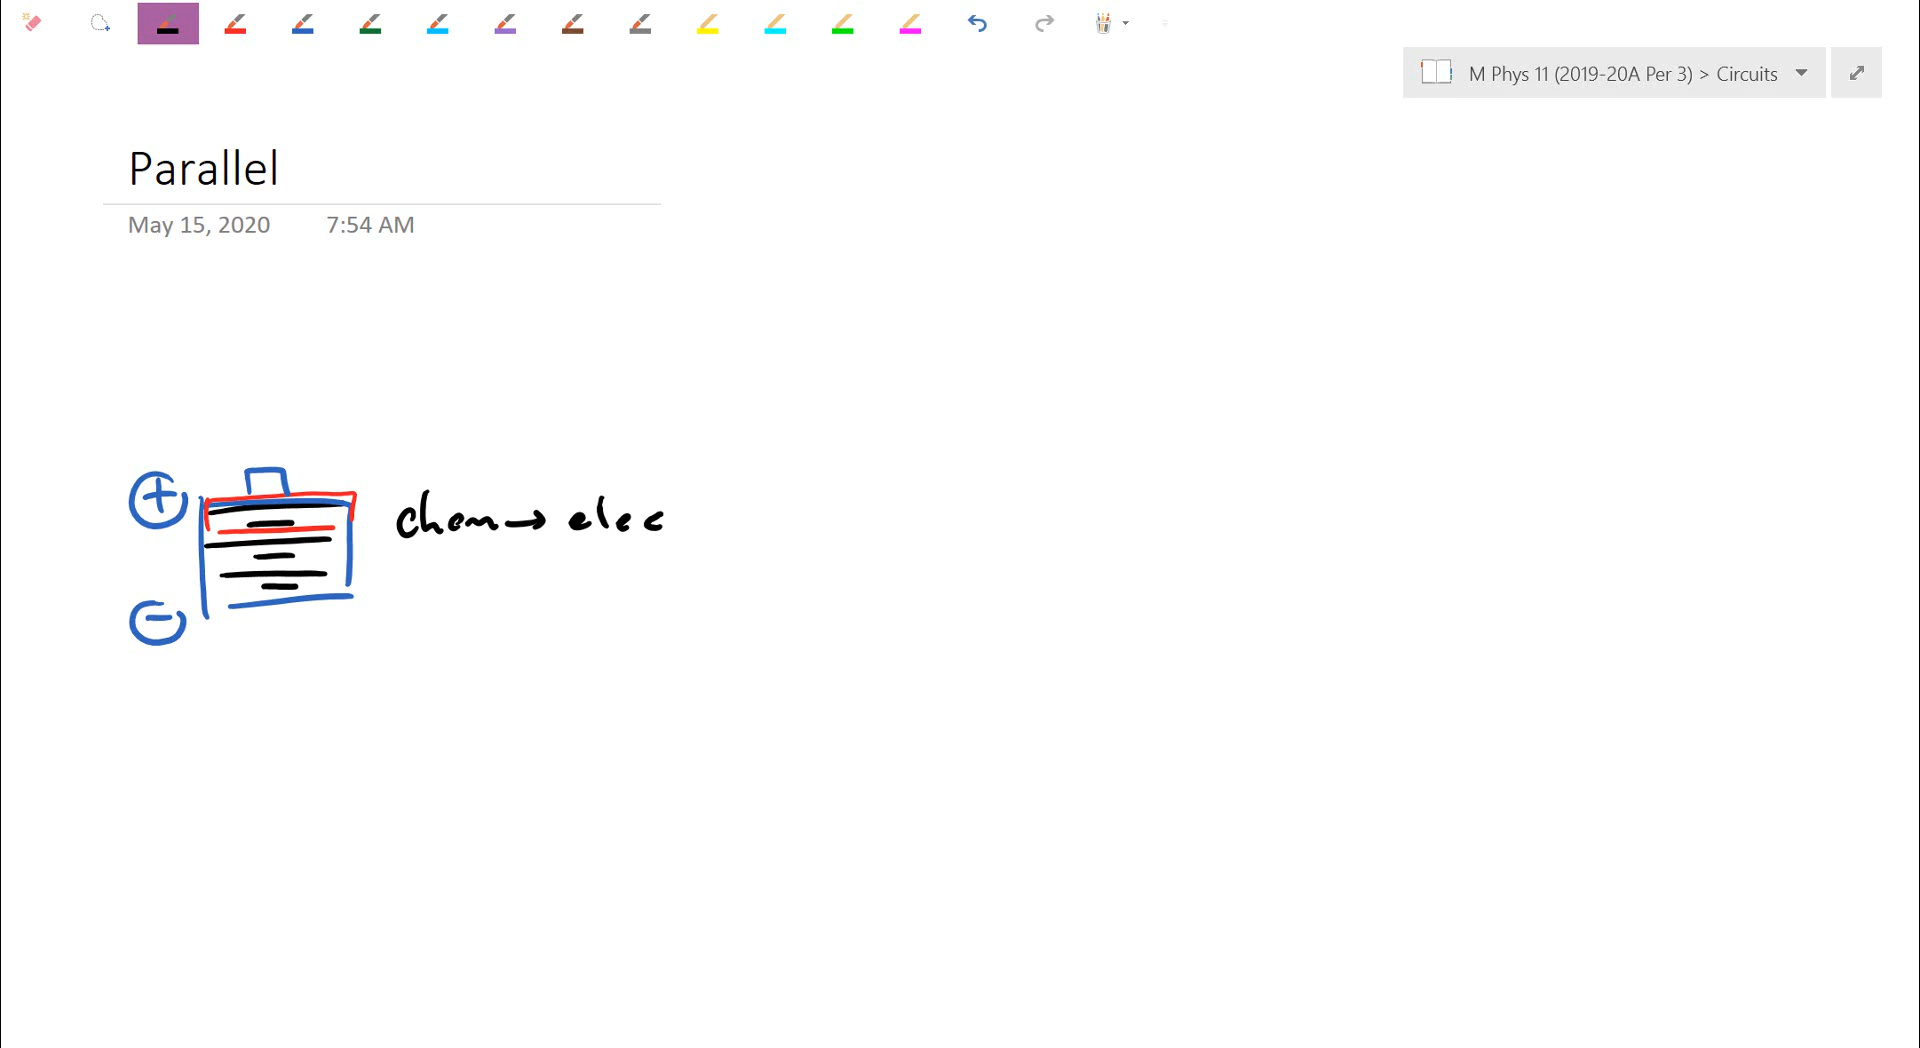 M Phys 11 (2019-20A Per 3) > Circuits
Parallel
May 15, 2020 7:54 AM
+
chem → elec
-